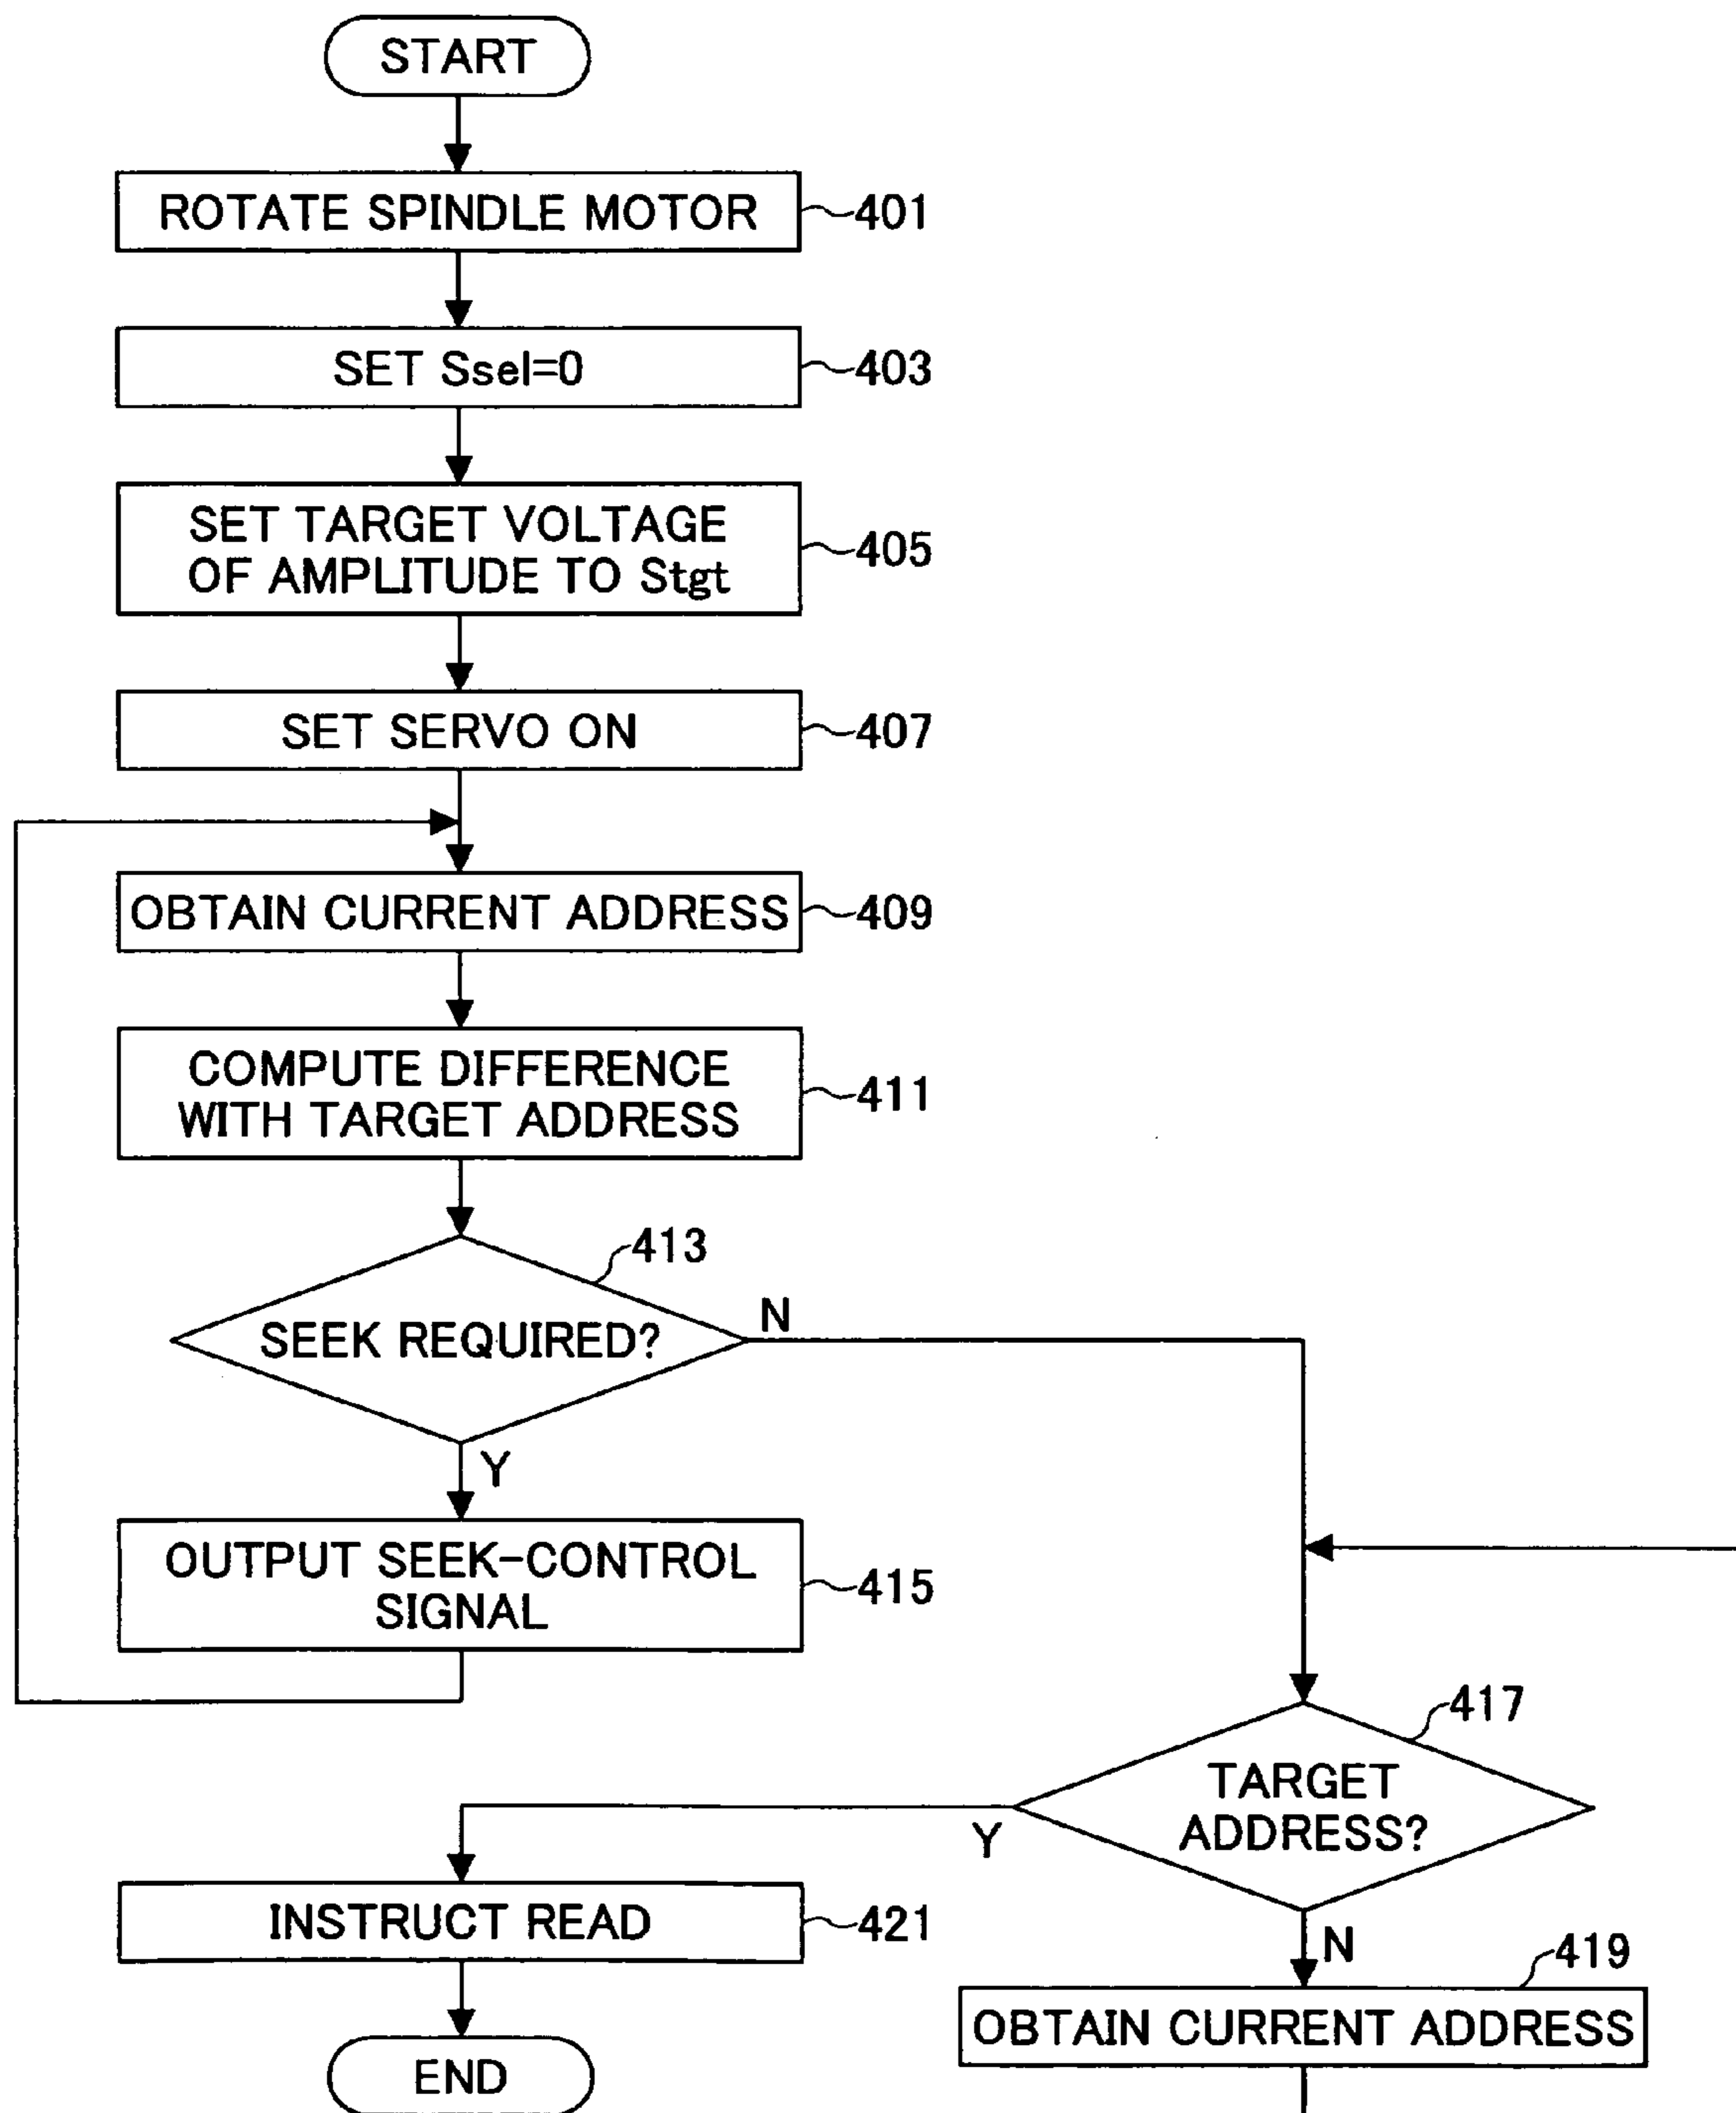 START
ROTATE SPINDLE MOTOR
401
SET Ssel=0
403
SET TARGET VOLTAGE
OF AMPLITUDE TO Stgt
405
SET SERVO ON
407
OBTAIN CURRENT ADDRESS
409
COMPUTE DIFFERENCE
WITH TARGET ADDRESS
411
413
SEEK REQUIRED?
N
Y
OUTPUT SEEK-CONTROL
SIGNAL
415
417
TARGET
ADDRESS?
Y
N
INSTRUCT READ
421
419
OBTAIN CURRENT ADDRESS
END